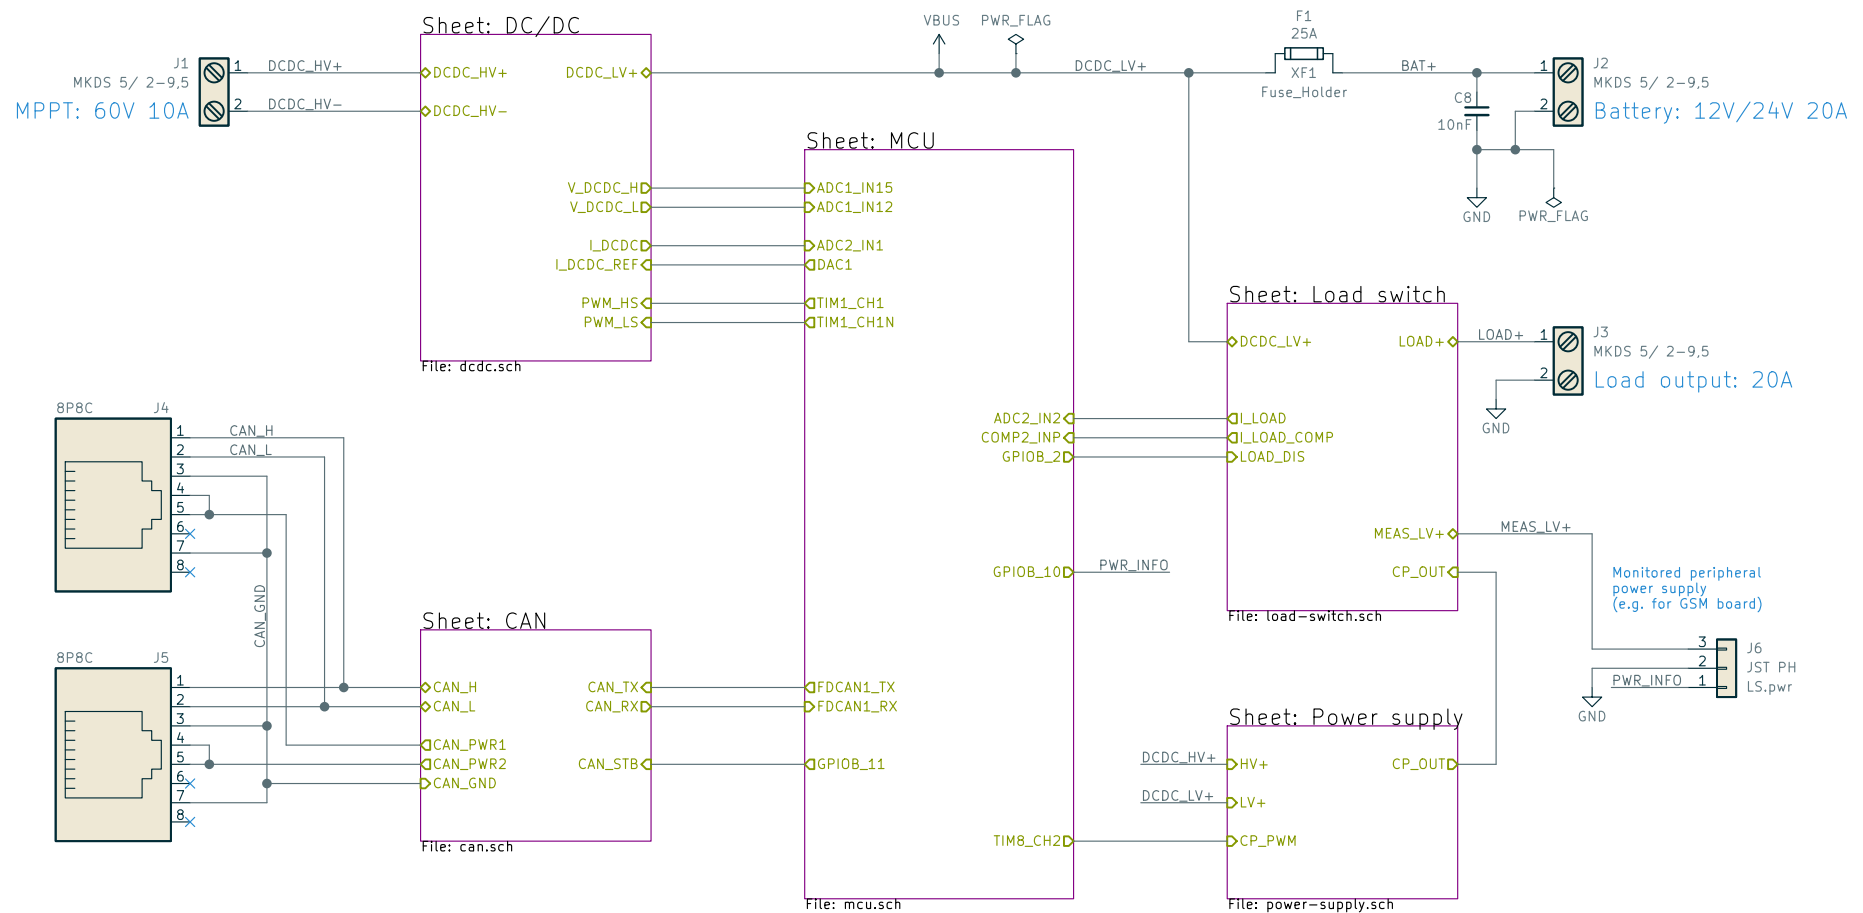 Sheet: DC/DC
J1
MKDS 5/ 2-9,5
MPPT: 60V 10A
1
2
DCDC_HV+
DCDC_HV-
DCDC_HV+
DCDC_HV-
DCDC_LV+
V_DCDC_H
V_DCDC_L
I_DCDC
I_DCDC_REF
PWM_HS
PWM_LS
File: dcdc.sch
VBUS
PWR_FLAG
DCDC_LV+
F1
25A
XF1
Fuse_Holder
BAT+
C8
10nF
GND
PWR_FLAG
1
2
J2
MKDS 5/ 2-9,5
Battery: 12V/24V 20A
Sheet: MCU
ADC1_IN15
ADC1_IN12
ADC2_IN1
DAC1
TIM1_CH1
TIM1_CH1N
ADC2_IN2
COMP2_INP
GPIOB_2
GPIOB_10
PWR_INFO
FDCAN1_TX
FDCAN1_RX
GPIOB_11
TIM8_CH2
File: mcu.sch
Sheet: Load switch
DCDC_LV+
LOAD+
I_LOAD
I_LOAD_COMP
LOAD_DIS
MEAS_LV+
CP_OUT
File: load-switch.sch
LOAD+
1
2
J3
MKDS 5/ 2-9,5
Load output: 20A
GND
MEAS_LV+
Monitored peripheral
power supply
(e.g. for GSM board)
3
2
1
J6
JST PH
LS.pwr
PWR_INFO
GND
8P8C
J4
1
2
3
4
5
6
7
8
CAN_H
CAN_L
CAN_GND
8P8C
J5
1
2
3
4
5
6
7
8
Sheet: CAN
CAN_H
CAN_L
CAN_PWR1
CAN_PWR2
CAN_GND
CAN_TX
CAN_RX
CAN_STB
File: can.sch
Sheet: Power supply
DCDC_HV+
DCDC_LV+
HV+
LV+
CP_PWM
CP_OUT
File: power-supply.sch